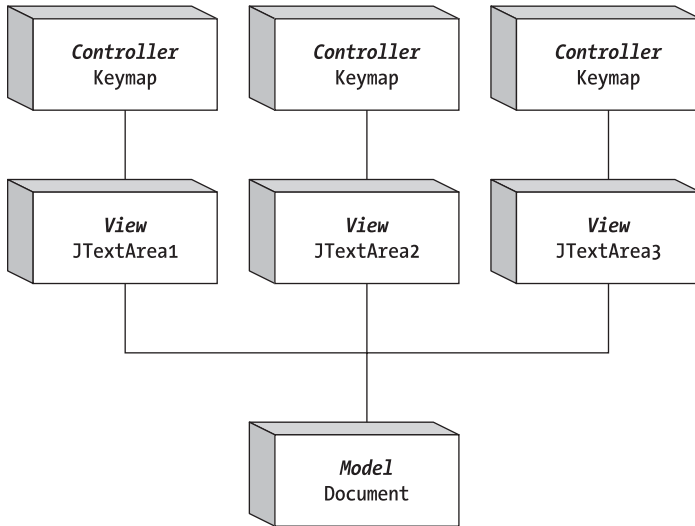 Controller
Keymap
Controller
Keymap
Controller
Keymap
View
JTextArea1
View
JTextArea2
View
JTextArea3
Model
Document